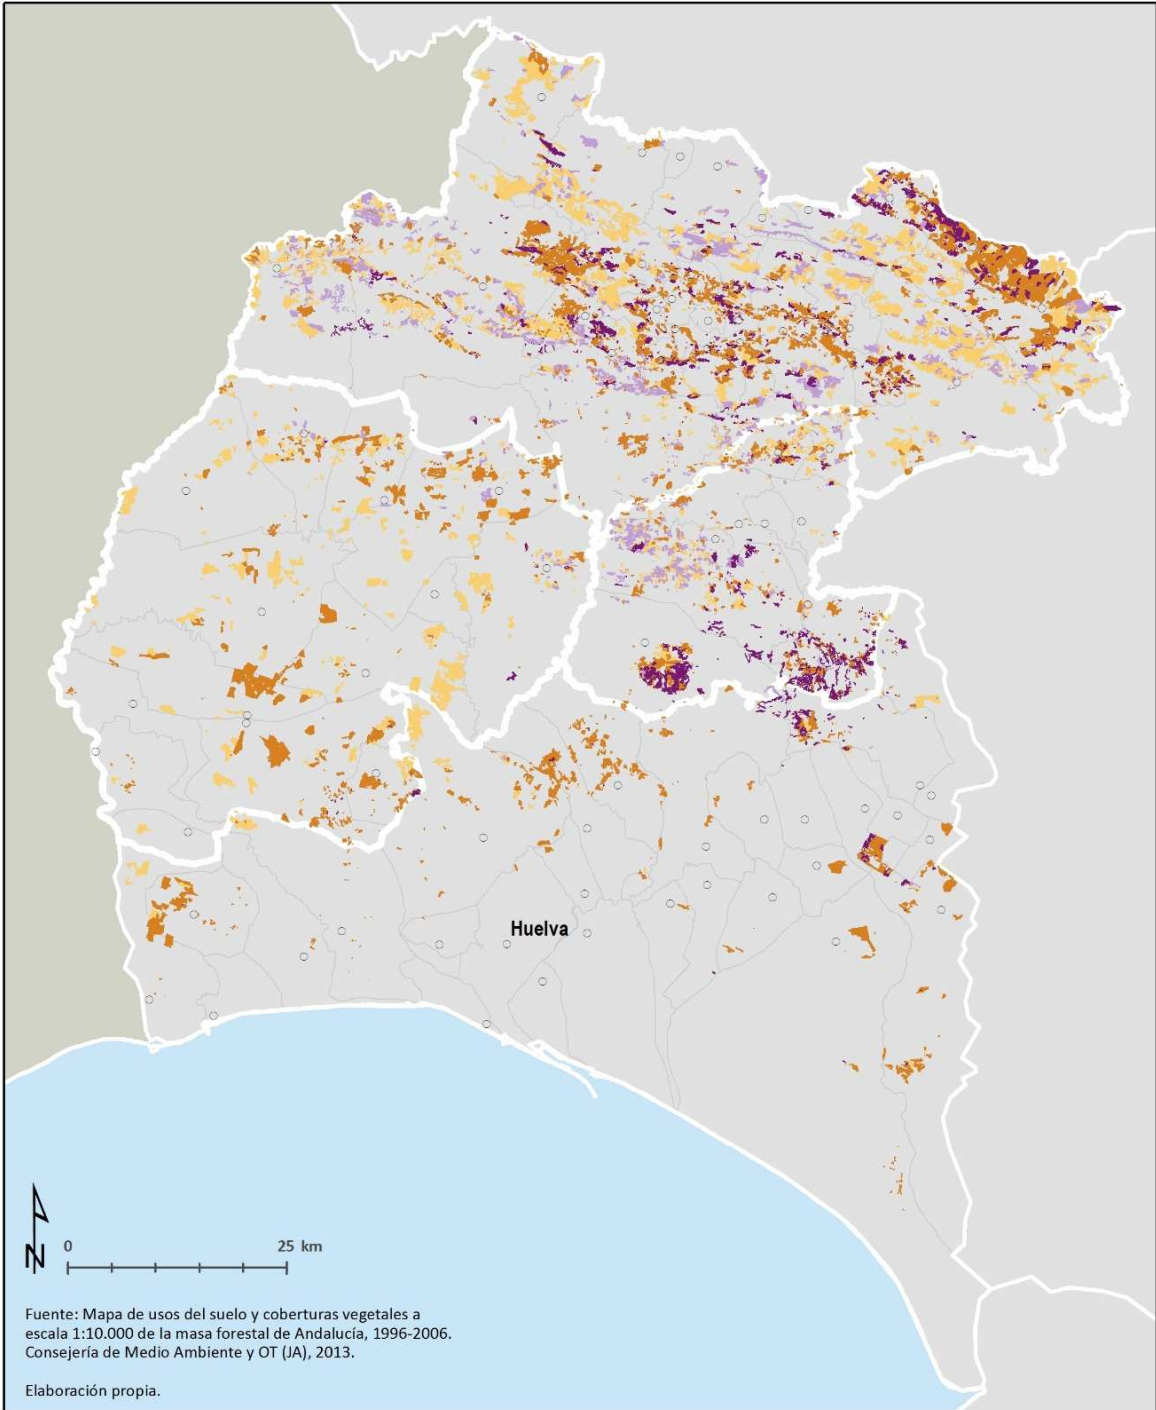 Huelva
N
0 25 km
Fuente: Mapa de usos del suelo y coberturas vegetales a
escala 1:10.000 de la masa forestal de Andalucía, 1996-2006.
Consejería de Medio Ambiente y OT (JA), 2013.
Elaboración propia.